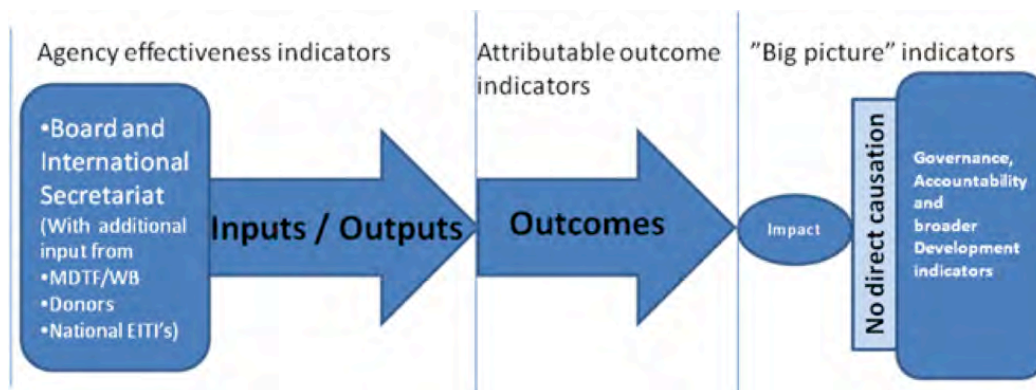 Agency effectiveness indicators
Attributable outcome
indicators
”Big picture” indicators
•Board and
International
Secretariat
(With additional
input from
•MDTF/WB
•Donors
•National EITI's)
Inputs / Outputs
Outcomes
Impact
No direct causation
Governance,
Accountability
and
broader
Development
indicators